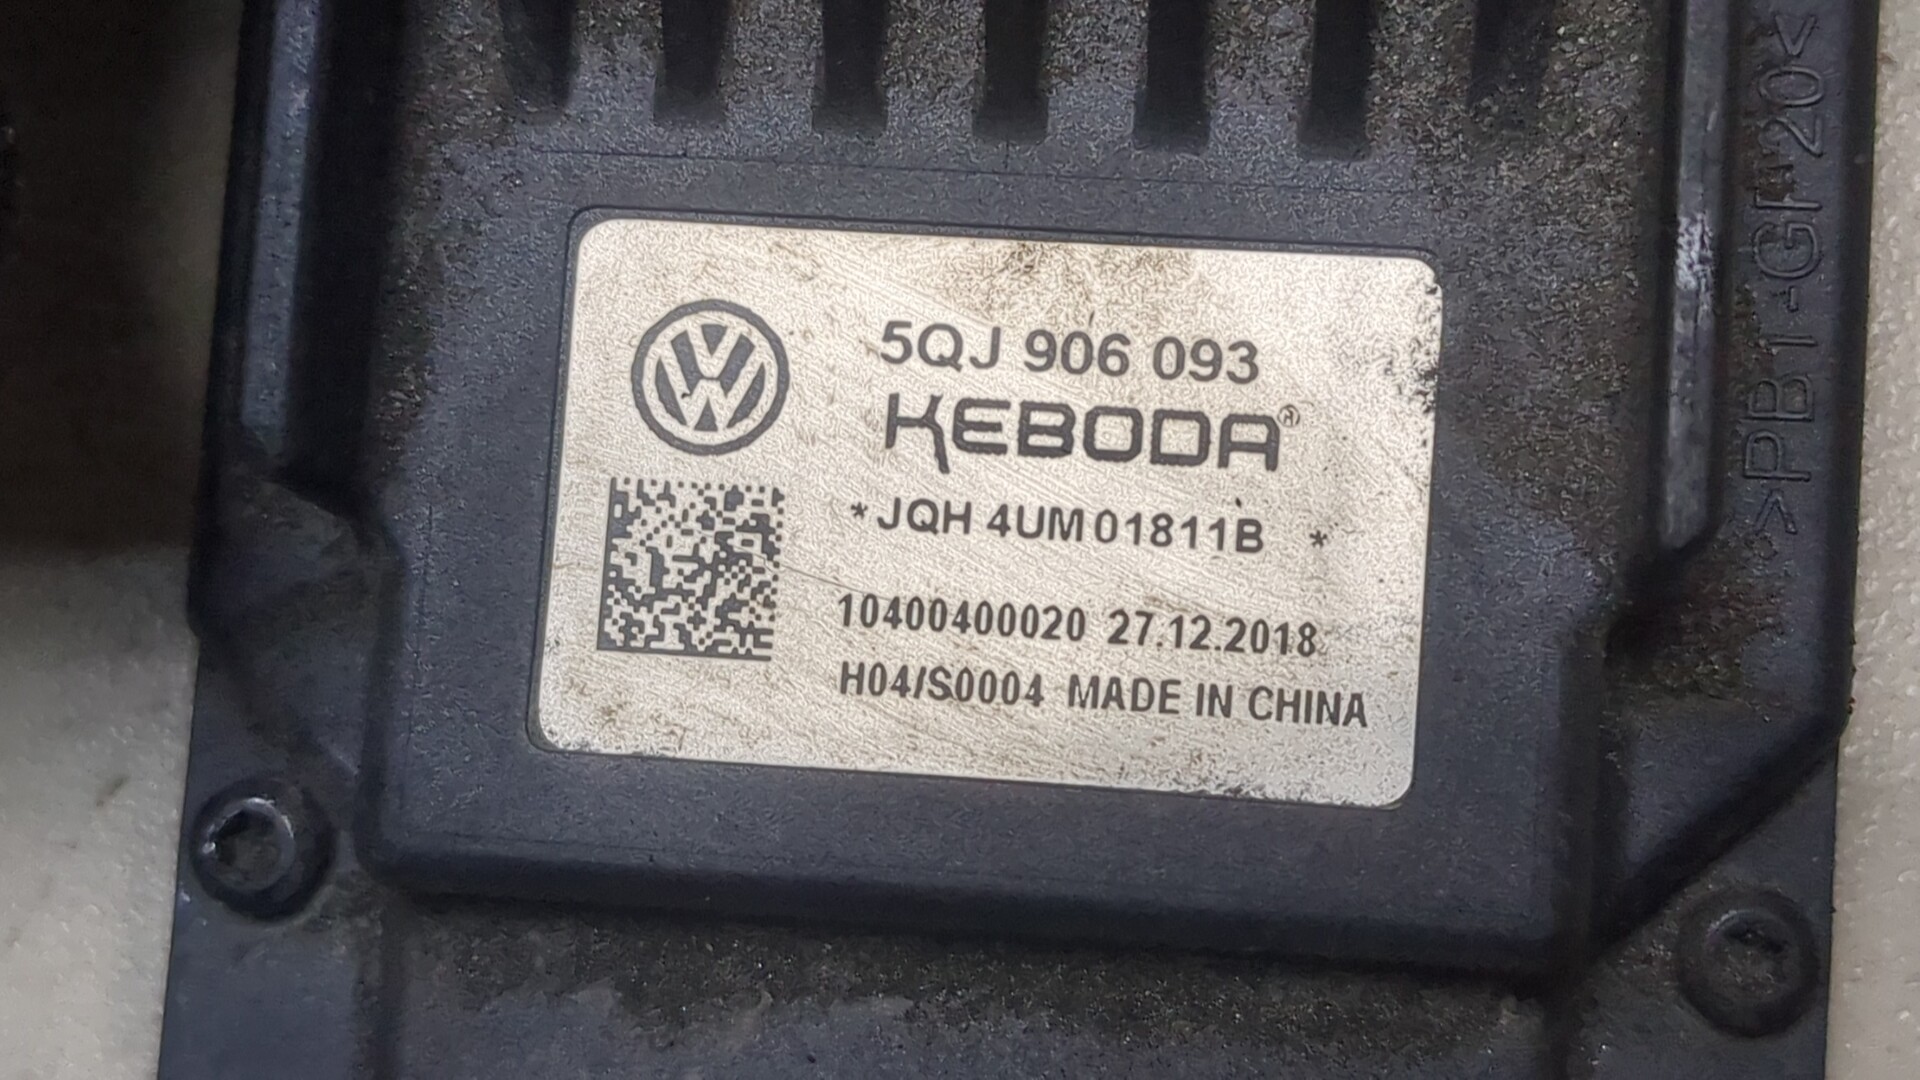 5QJ 906 093
KEBODA®
*JQH 4UM01811B *
10400400020 27.12.2018
H04/S0004 MADE IN CHINA
>PBT-GF20<